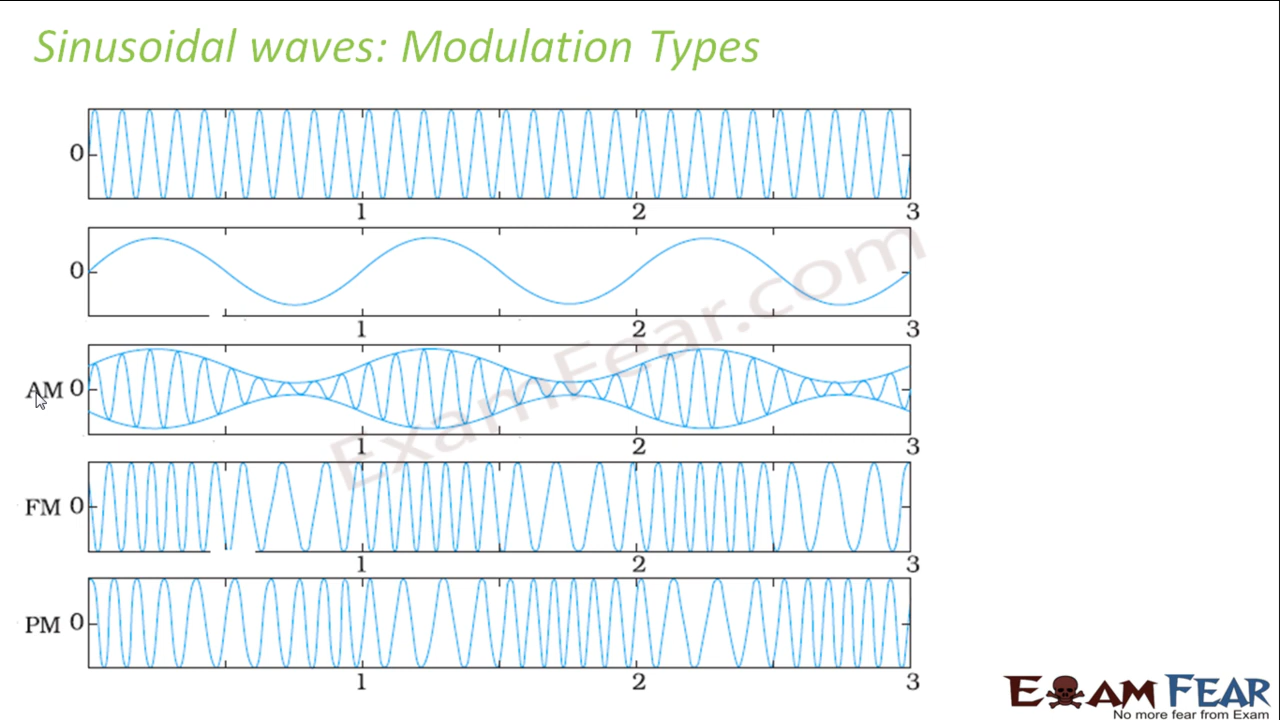 Sinusoidal waves: Modulation Types
0
1 2 3
0
1 2 3
AM 0
1 2 3
FM 0
1 2 3
PM 0
1 2 3
ExamFear.com
EXAM FEAR
No more fear from Exam